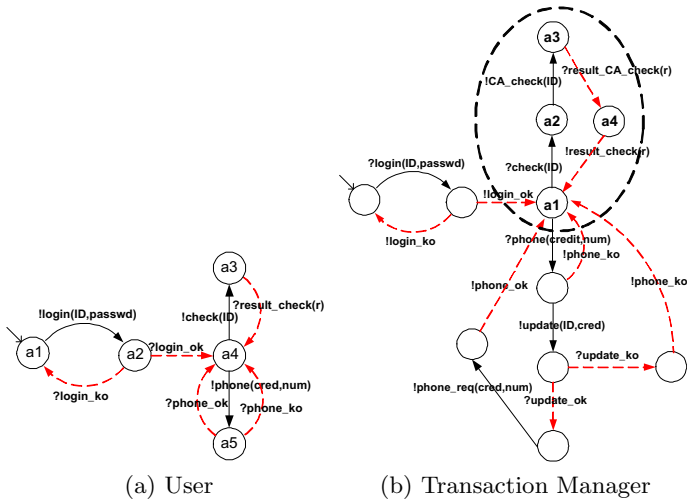 a3
?result_CA_check(r)
!CA_check(ID)
a2
a4
!result_check(r)
?check(ID)
?login(ID,passwd)
!login_ok
a1
!login_ko
?phone(credit,num)
!phone_ko
!phone_ok
!phone_ko
!update(ID,cred)
?update_ko
!phone_req(cred,num)
?update_ok
a3
?result_check(r)
!check(ID)
!login(ID,passwd)
a1
a2
?login_ok
a4
?login_ko
!phone(cred,num)
?phone_ok
?phone_ko
a5
(a) User
(b) Transaction Manager